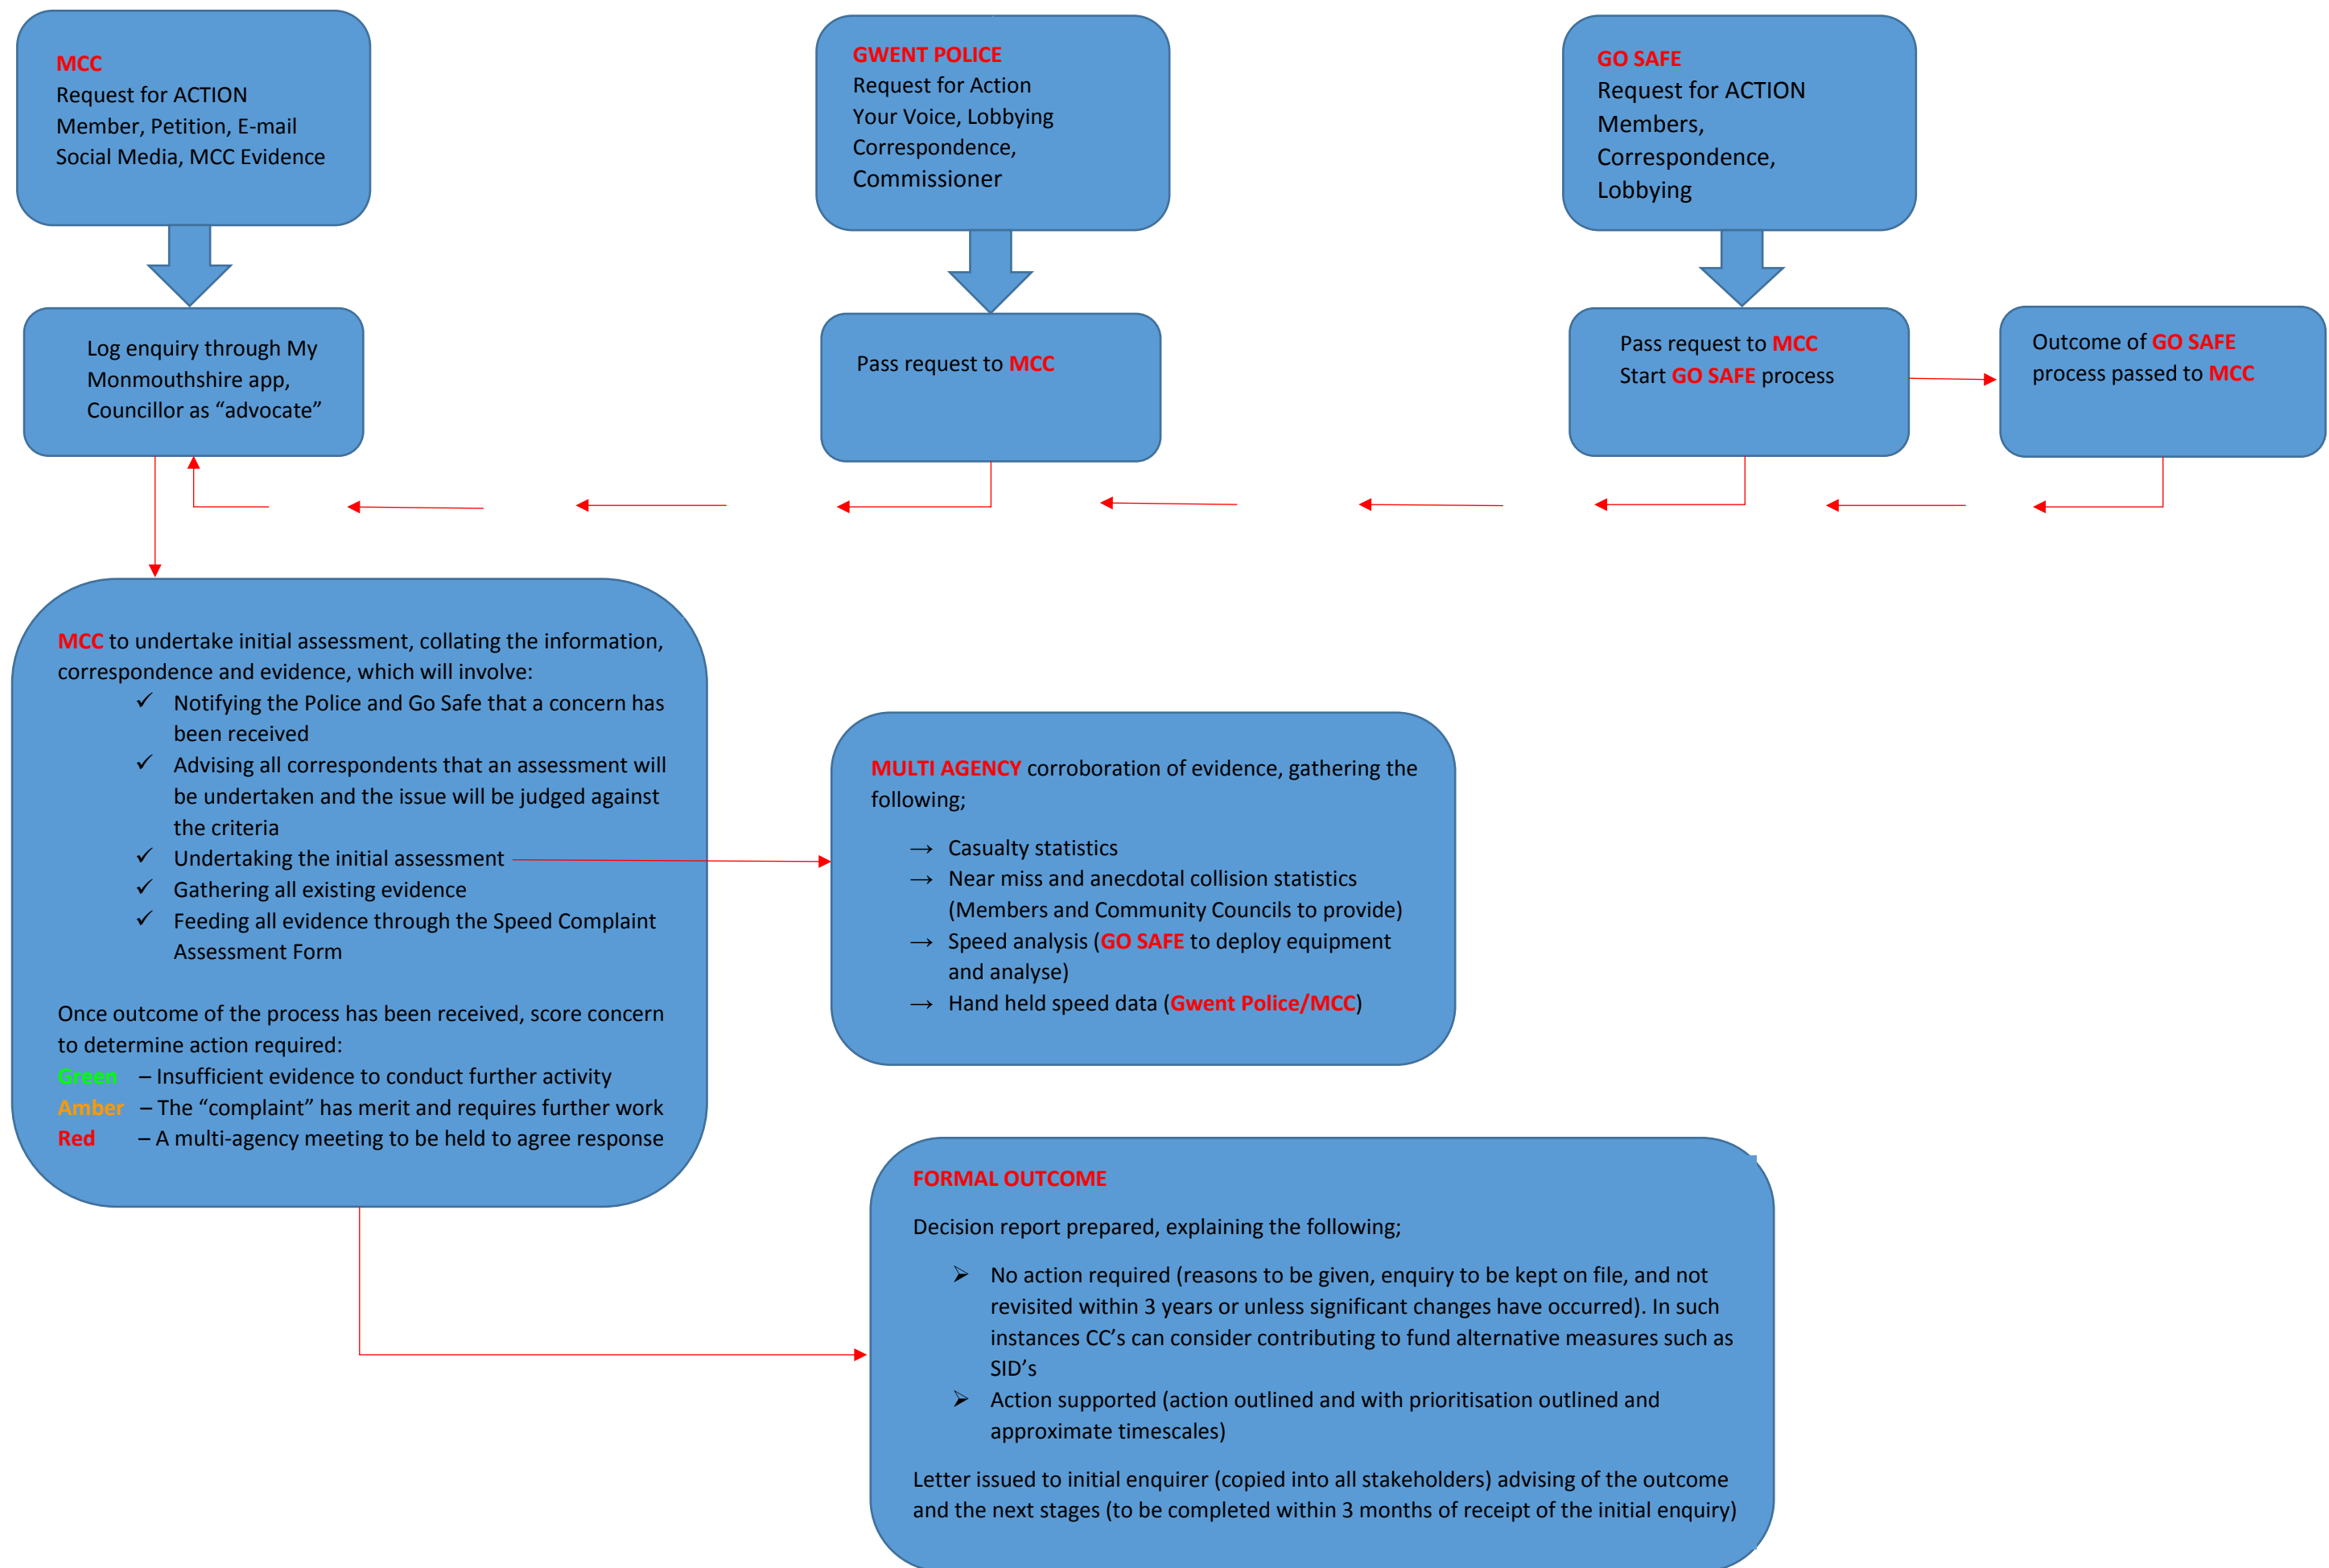 MCC
Request for ACTION
Member, Petition, E-mail
Social Media, MCC Evidence
GWENT POLICE
Request for Action
Your Voice, Lobbying
Correspondence,
Commissioner
GO SAFE
Request for ACTION
Members,
Correspondence,
Lobbying
Log enquiry through My
Monmouthshire app,
Councillor as “advocate”
Pass request to MCC
Pass request to MCC
Start GO SAFE process
Outcome of GO SAFE
process passed to MCC
MCC to undertake initial assessment, collating the information,
correspondence and evidence, which will involve:
✓ Notifying the Police and Go Safe that a concern has
been received
✓ Advising all correspondents that an assessment will
be undertaken and the issue will be judged against
the criteria
✓ Undertaking the initial assessment
✓ Gathering all existing evidence
✓ Feeding all evidence through the Speed Complaint
Assessment Form
Once outcome of the process has been received, score concern
to determine action required:
Green – Insufficient evidence to conduct further activity
Amber – The “complaint” has merit and requires further work
Red – A multi-agency meeting to be held to agree response
MULTI AGENCY corroboration of evidence, gathering the
following;
→ Casualty statistics
→ Near miss and anecdotal collision statistics
(Members and Community Councils to provide)
→ Speed analysis (GO SAFE to deploy equipment
and analyse)
→ Hand held speed data (Gwent Police/MCC)
FORMAL OUTCOME
Decision report prepared, explaining the following;
➢ No action required (reasons to be given, enquiry to be kept on file, and not
revisited within 3 years or unless significant changes have occurred). In such
instances CC’s can consider contributing to fund alternative measures such as
SID’s
➢ Action supported (action outlined and with prioritisation outlined and
approximate timescales)
Letter issued to initial enquirer (copied into all stakeholders) advising of the outcome
and the next stages (to be completed within 3 months of receipt of the initial enquiry)